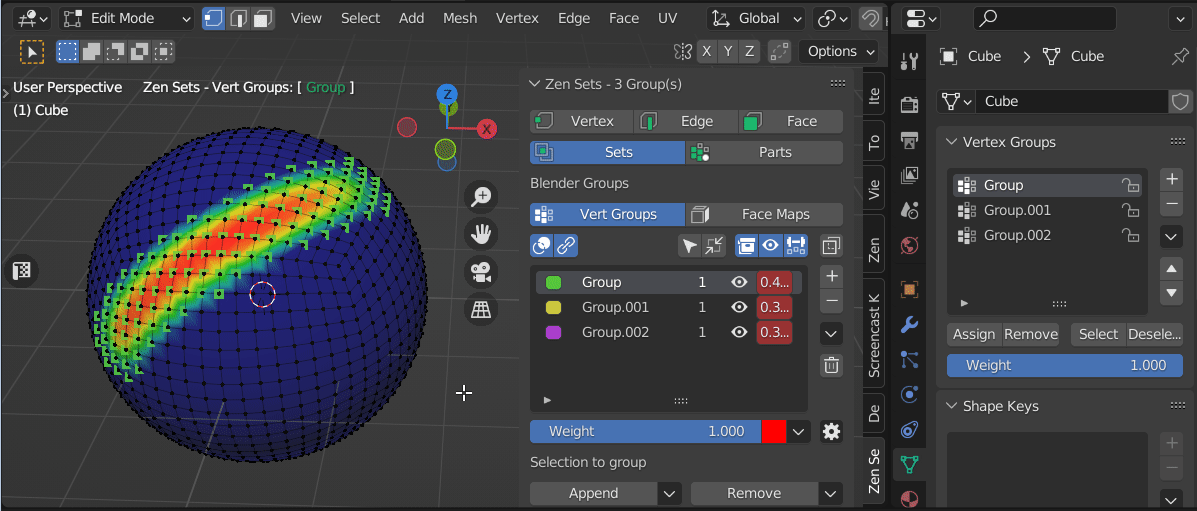 Edit Mode View Select Add Mesh Vertex Edge Face UV Global
X Y Z Options
User Perspective Zen Sets - Vert Groups: [ Group ]
(1) Cube
Z
Y
X
Zen Sets - 3 Group(s)
Vertex Edge Face
Sets Parts
Blender Groups
Vert Groups Face Maps
Group 1 0.4...
Group.001 1 0.3...
Group.002 1 0.3...
Weight 1.000
Selection to group
Append Remove
Ite
To
Vie
Zen
Screencast K
De
Zen Se
Cube > Cube
Cube
Vertex Groups
Group
Group.001
Group.002
Assign Remove Select Desele...
Weight 1.000
Shape Keys